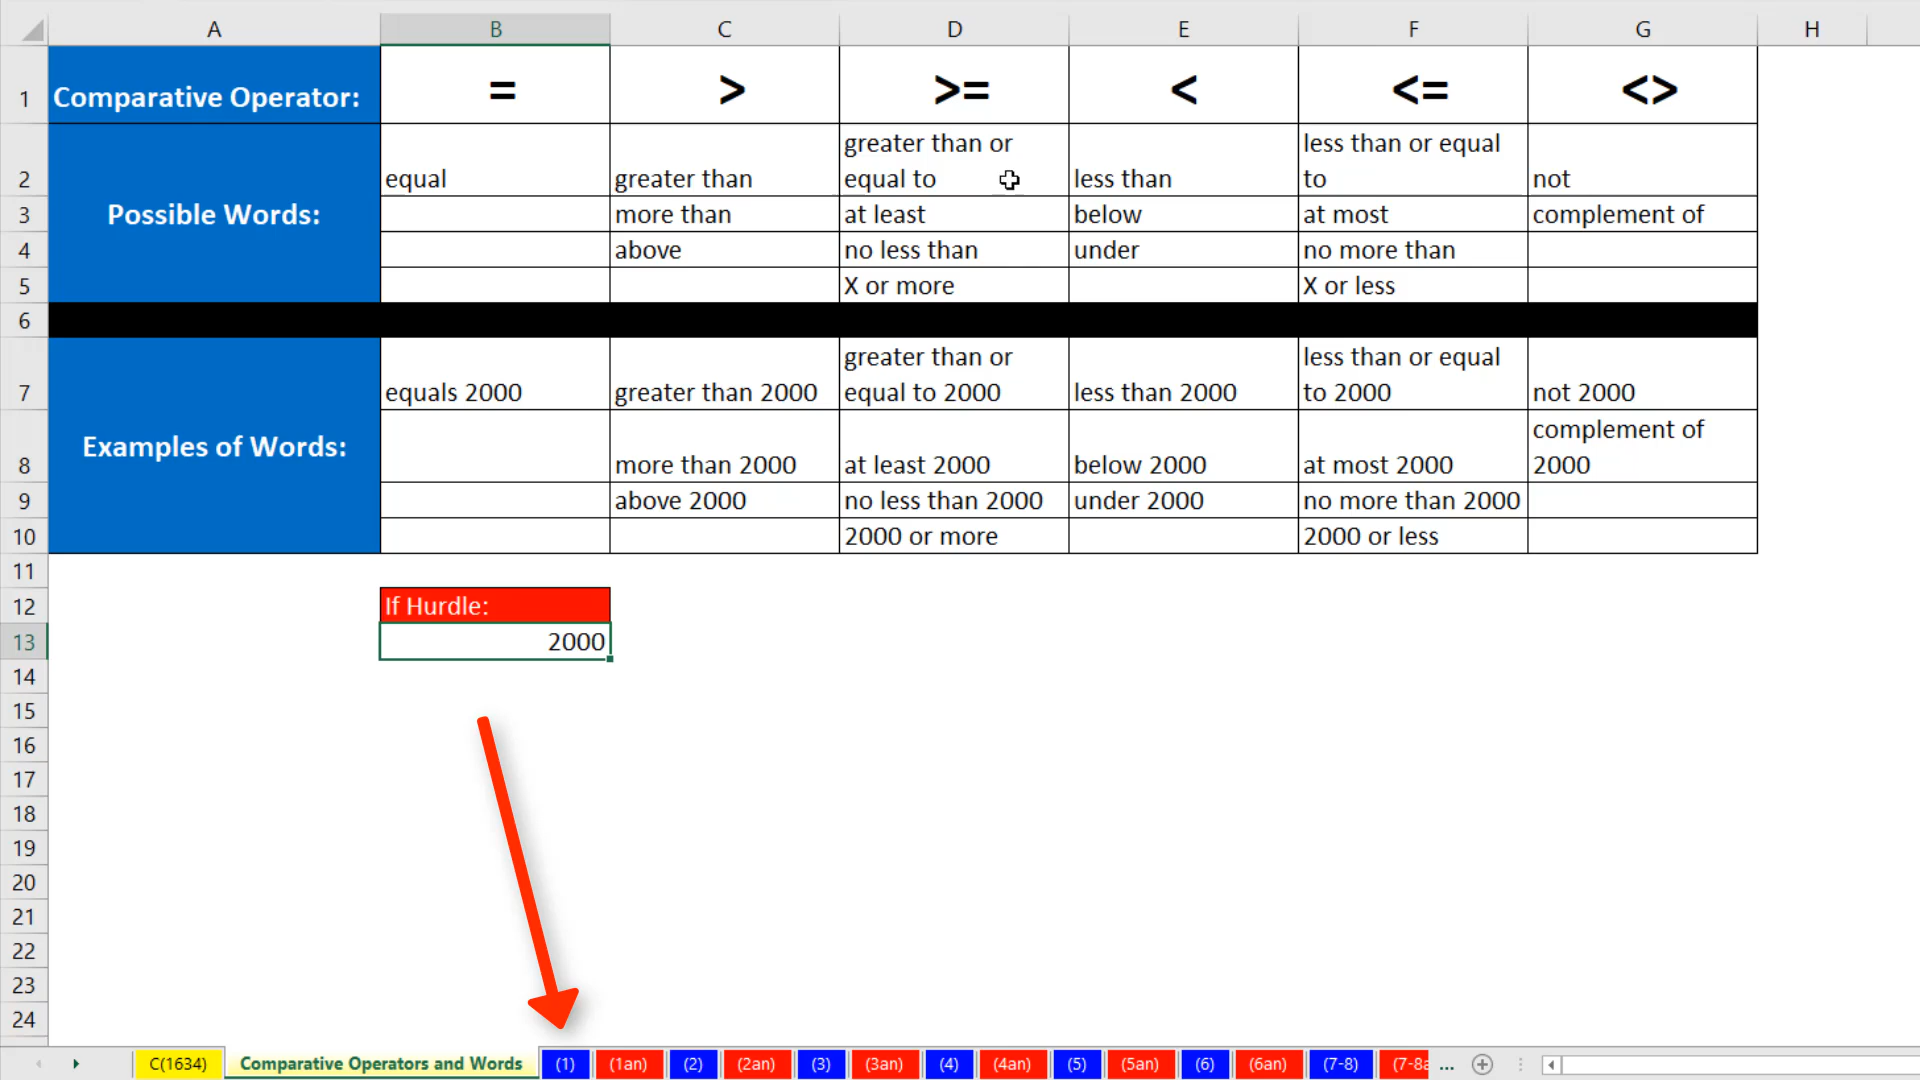 A B C D E F G H
1 Comparative Operator: = > >= < <= <>
greater than or less than or equal
2 equal greater than equal to less than to not
3 Possible Words: more than at least below at most complement of
4 above no less than under no more than
5 X or more X or less
6
greater than or less than or equal
7 equals 2000 greater than 2000 equal to 2000 less than 2000 to 2000 not 2000
Examples of Words: complement of
8 more than 2000 at least 2000 below 2000 at most 2000 2000
9 above 2000 no less than 2000 under 2000 no more than 2000
10 2000 or more 2000 or less
11
12 If Hurdle:
13 2000
14
15
16
17
18
19
20
21
22
23
24
C(1634) Comparative Operators and Words (1) (1an) (2) (2an) (3) (3an) (4) (4an) (5) (5an) (6) (6an) (7-8) (7-8a ...